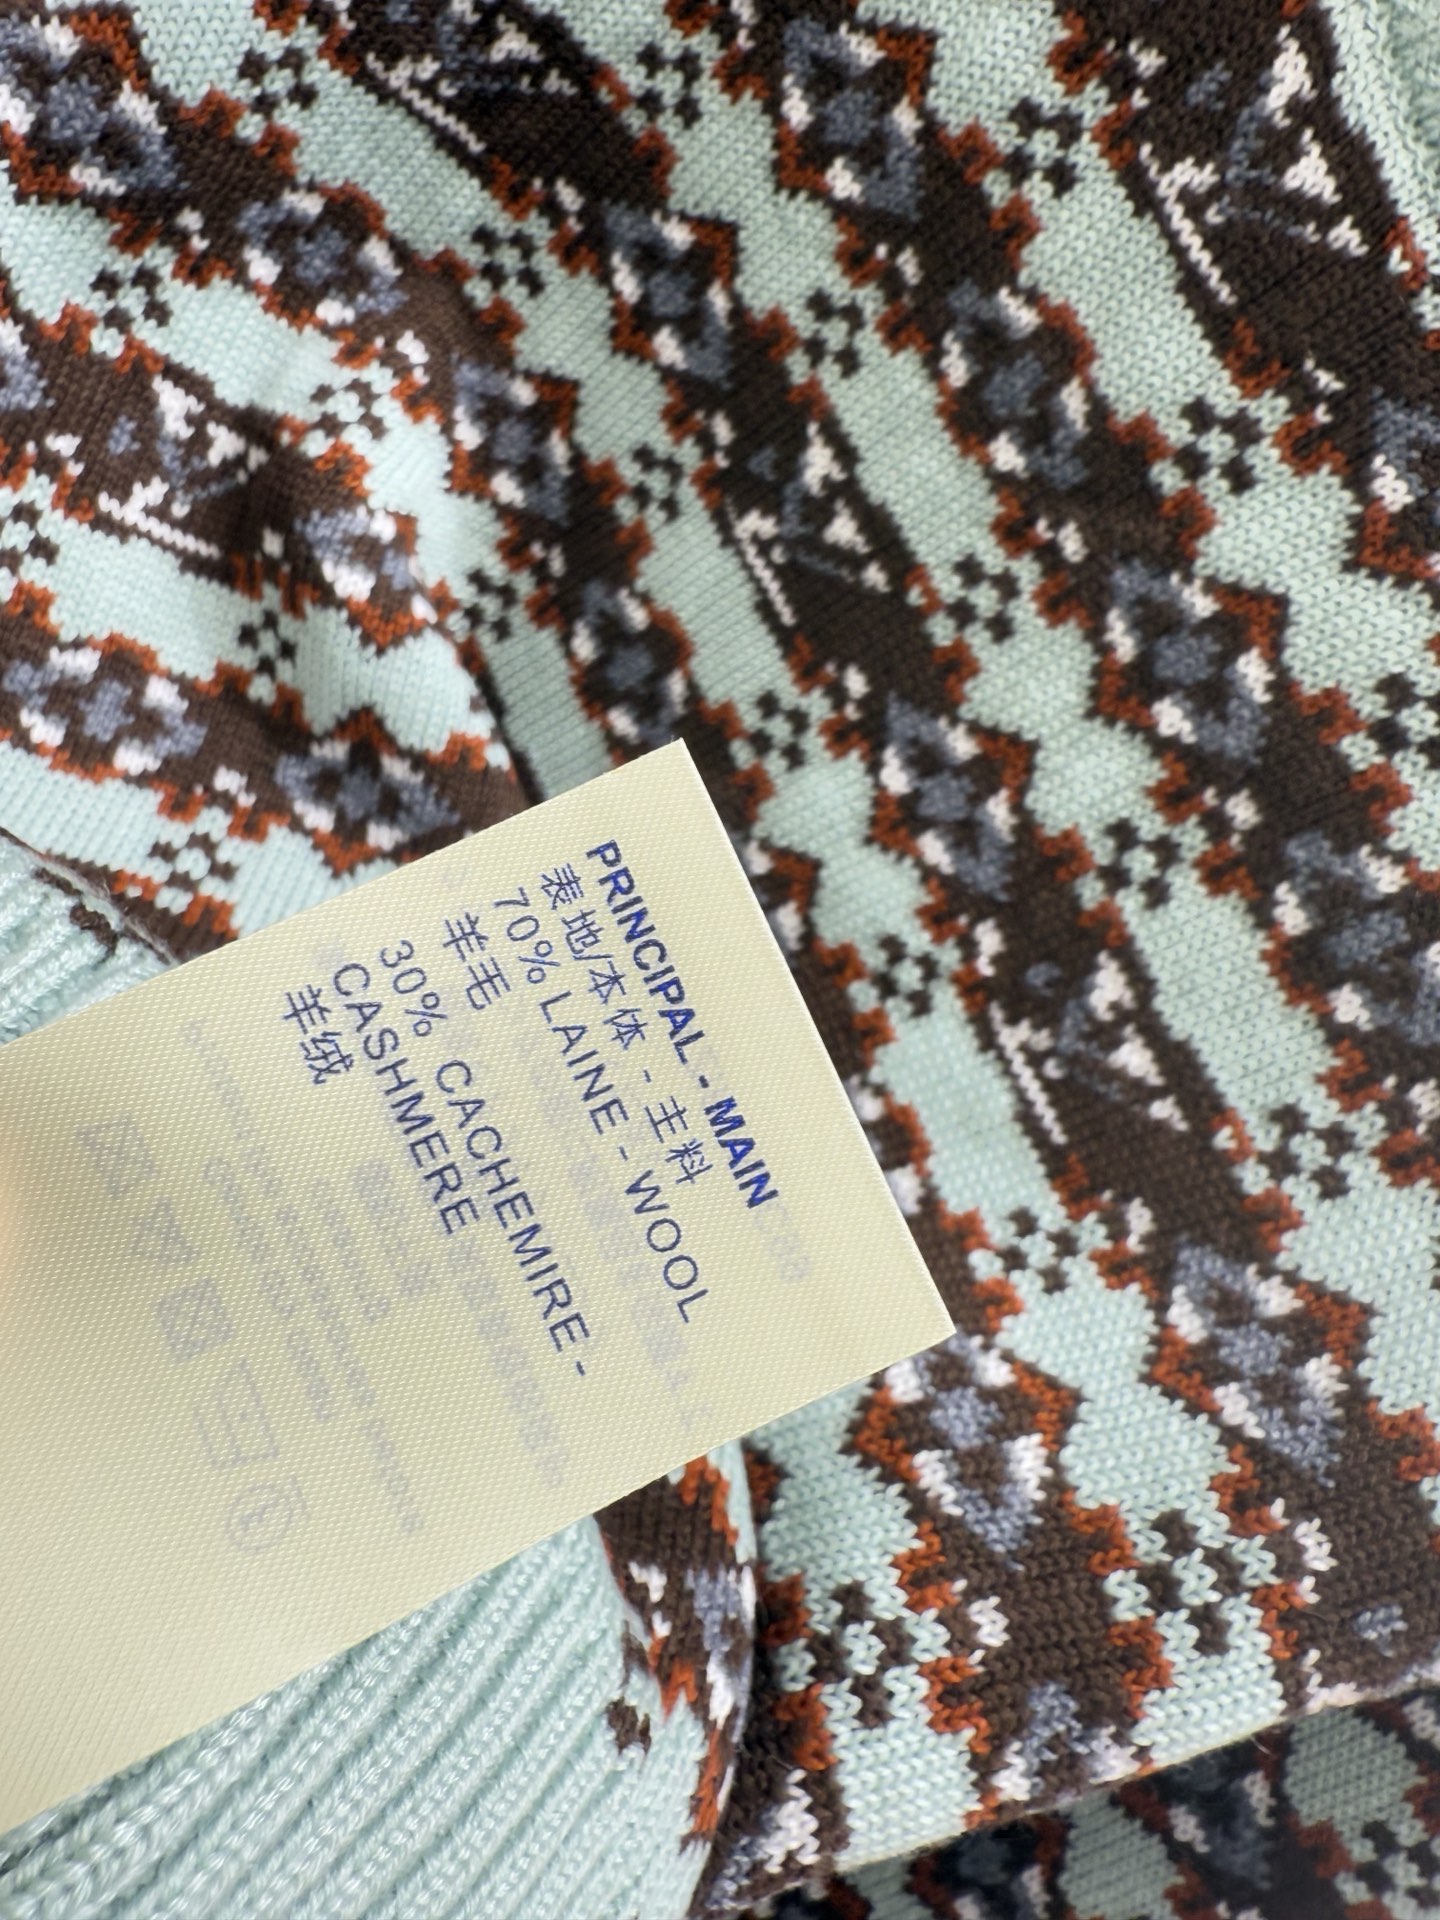 PRINCIPAL - MAIN
表地/本体 - 主料
70% LAINE - WOOL
羊毛
30% CACHEMIRE -
CASHMERE
羊绒